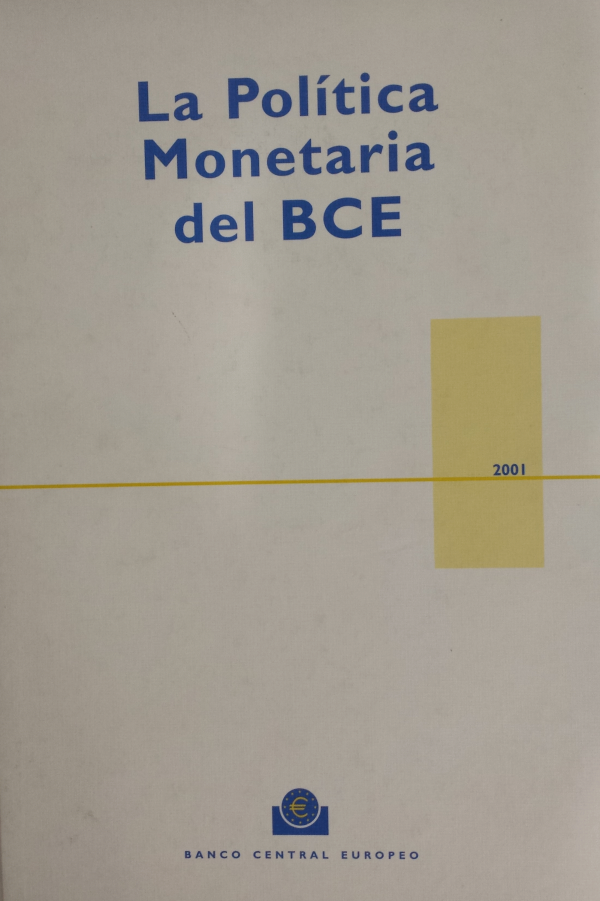 La Política
Monetaria
del BCE
2001
€
BANCO CENTRAL EUROPEO